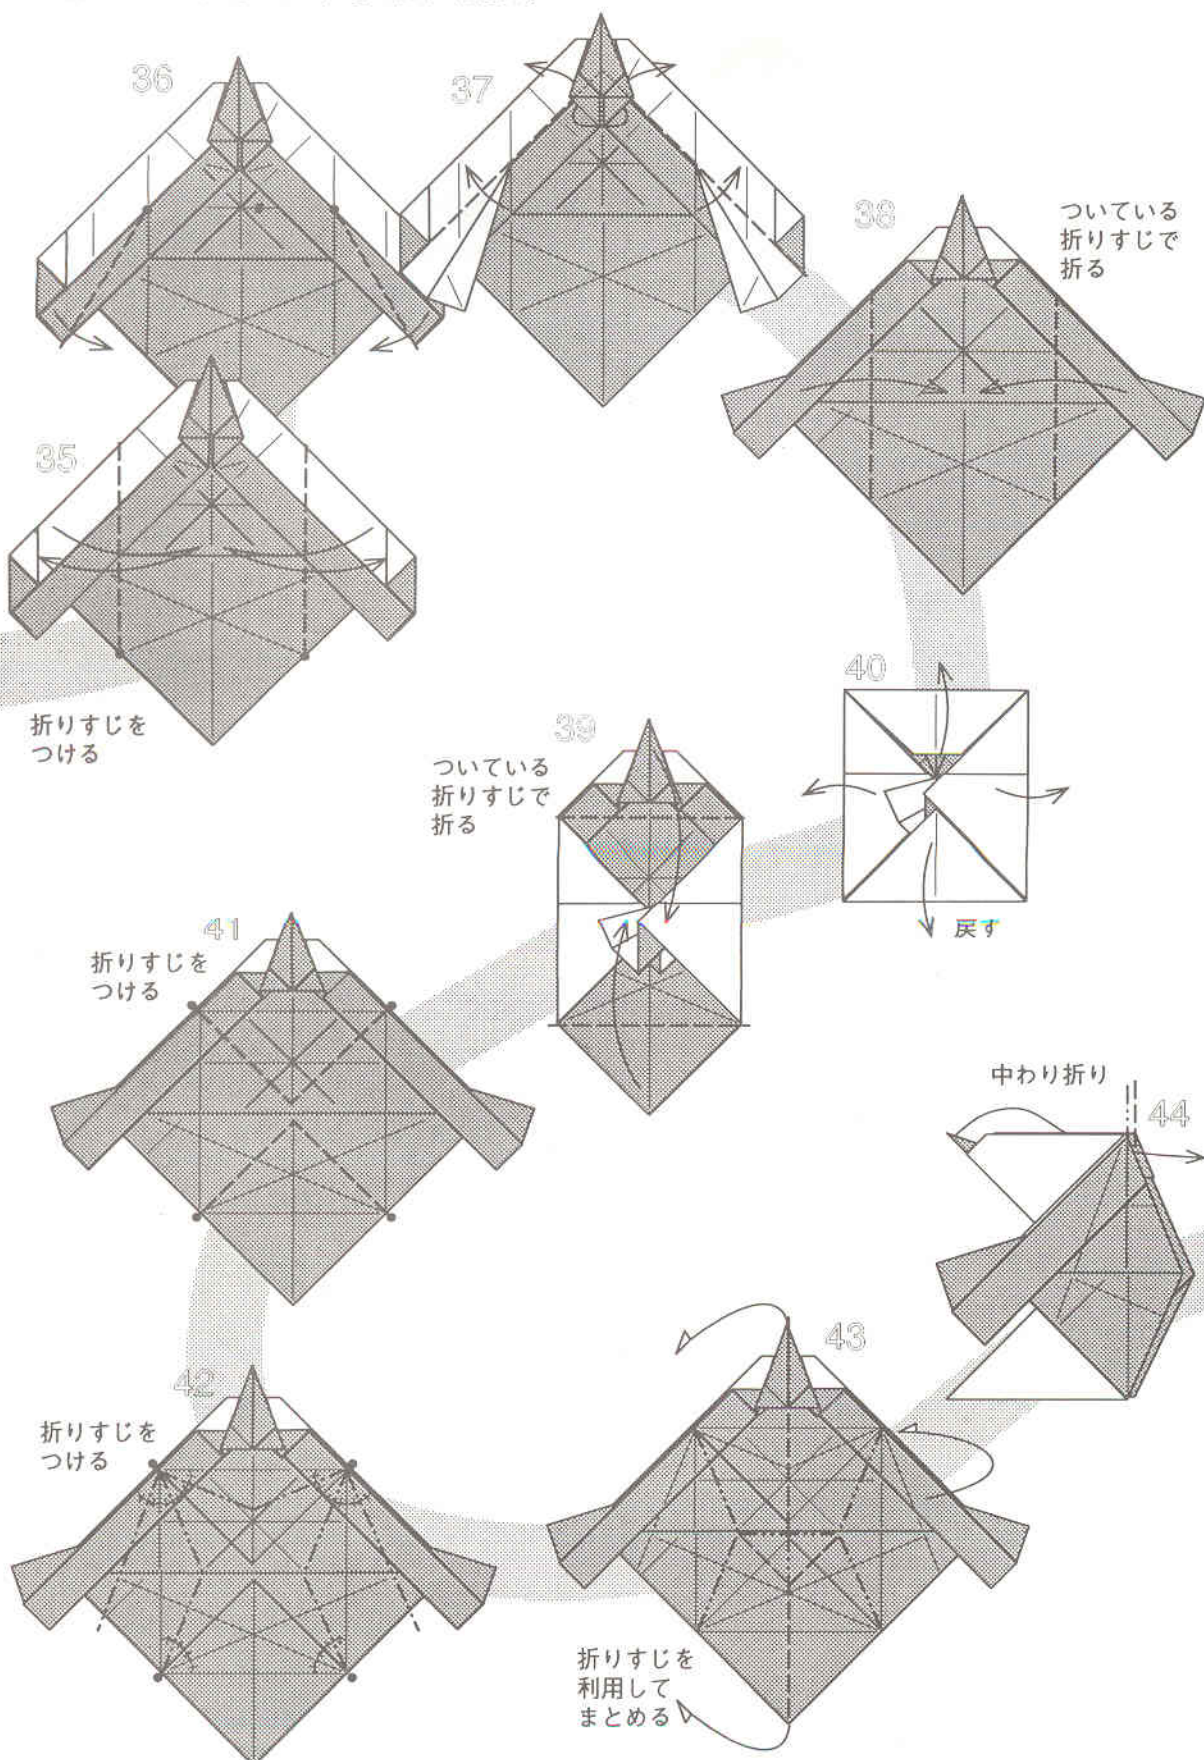 35
折りすじを
つける
36
37
38
ついている
折りすじで
折る
39
ついている
折りすじで
折る
40
戻す
41
折りすじを
つける
42
折りすじを
つける
43
折りすじを
利用して
まとめる
44
中わり折り